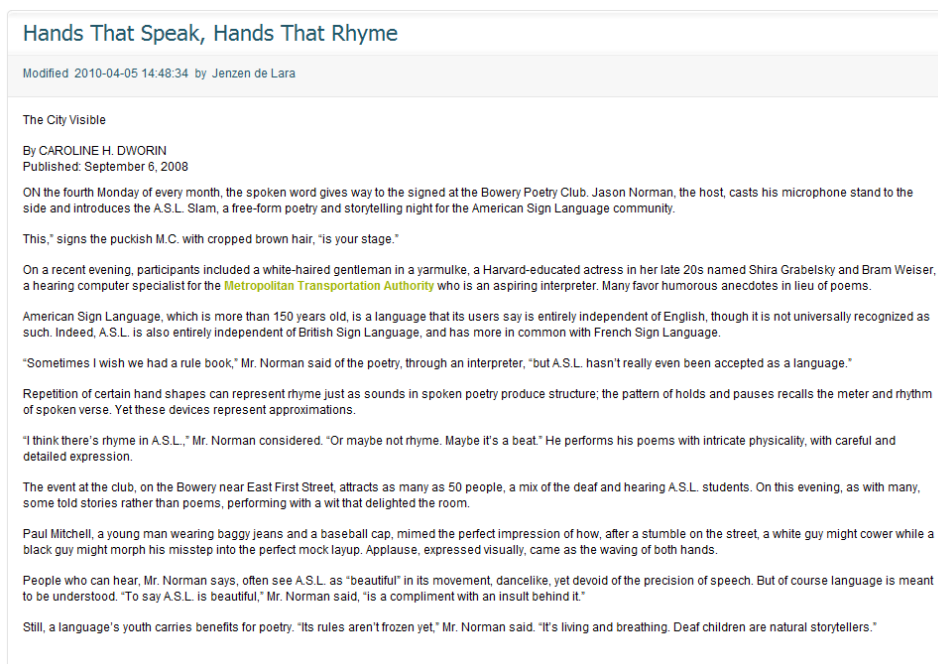 Hands That Speak, Hands That Rhyme
Modified 2010-04-05 14:48:34 by Jenzen de Lara
The City Visible
By CAROLINE H. DWORIN
Published: September 6, 2008
ON the fourth Monday of every month, the spoken word gives way to the signed at the Bowery Poetry Club. Jason Norman, the host, casts his microphone stand to the
side and introduces the A.S.L. Slam, a free-form poetry and storytelling night for the American Sign Language community.
This," signs the puckish M.C. with cropped brown hair, “is your stage.”
On a recent evening, participants included a white-haired gentleman in a yarmulke, a Harvard-educated actress in her late 20s named Shira Grabelsky and Bram Weiser,
a hearing computer specialist for the Metropolitan Transportation Authority who is an aspiring interpreter. Many favor humorous anecdotes in lieu of poems.
American Sign Language, which is more than 150 years old, is a language that its users say is entirely independent of English, though it is not universally recognized as
such. Indeed, A.S.L. is also entirely independent of British Sign Language, and has more in common with French Sign Language.
“Sometimes I wish we had a rule book,” Mr. Norman said of the poetry, through an interpreter, “but A.S.L. hasn’t really even been accepted as a language.”
Repetition of certain hand shapes can represent rhyme just as sounds in spoken poetry produce structure; the pattern of holds and pauses recalls the meter and rhythm
of spoken verse. Yet these devices represent approximations.
“I think there’s rhyme in A.S.L.,” Mr. Norman considered. “Or maybe not rhyme. Maybe it’s a beat.” He performs his poems with intricate physicality, with careful and
detailed expression.
The event at the club, on the Bowery near East First Street, attracts as many as 50 people, a mix of the deaf and hearing A.S.L. students. On this evening, as with many,
some told stories rather than poems, performing with a wit that delighted the room.
Paul Mitchell, a young man wearing baggy jeans and a baseball cap, mimed the perfect impression of how, after a stumble on the street, a white guy might cower while a
black guy might morph his misstep into the perfect mock layup. Applause, expressed visually, came as the waving of both hands.
People who can hear, Mr. Norman says, often see A.S.L. as “beautiful” in its movement, dancelike, yet devoid of the precision of speech. But of course language is meant
to be understood. “To say A.S.L. is beautiful,” Mr. Norman said, “is a compliment with an insult behind it.”
Still, a language’s youth carries benefits for poetry. “Its rules aren’t frozen yet,” Mr. Norman said. “It’s living and breathing. Deaf children are natural storytellers.”